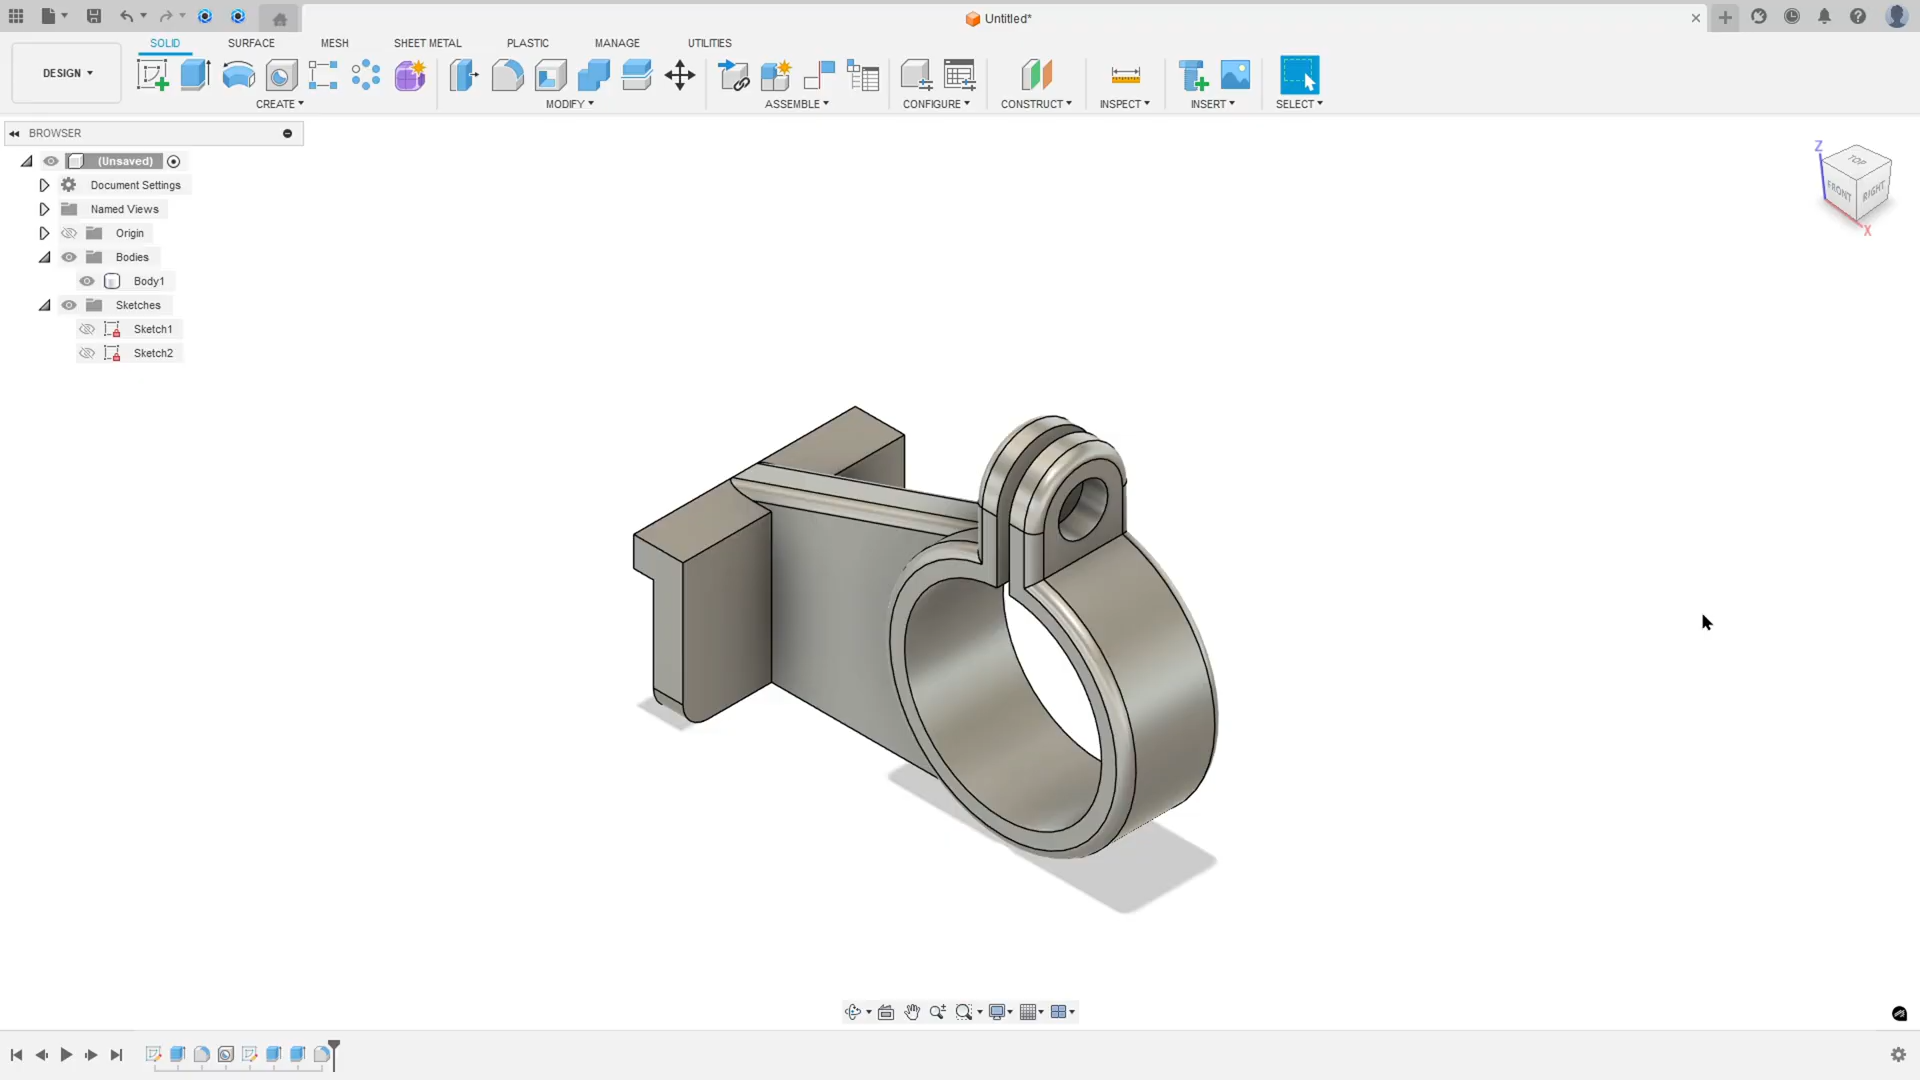 Untitled*
SOLID SURFACE MESH SHEET METAL PLASTIC MANAGE UTILITIES
DESIGN
CREATE MODIFY ASSEMBLE CONFIGURE CONSTRUCT INSPECT INSERT SELECT
BROWSER
(Unsaved)
Document Settings
Named Views
Origin
Bodies
Body1
Sketches
Sketch1
Sketch2
Z
TOP
FRONT RIGHT
X